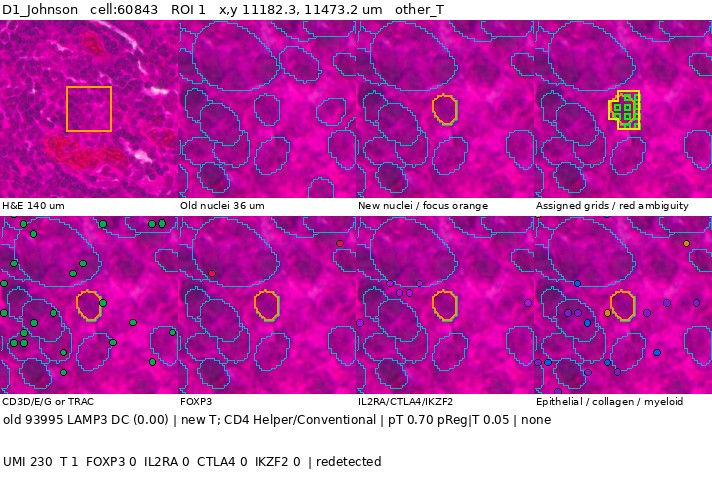 D1_Johnson cell:60843 ROI 1 x,y 11182.3, 11473.2 um other_T
H&E 140 um
Old nuclei 36 um
New nuclei / focus orange
Assigned grids / red ambiguity
CD3D/E/G or TRAC
FOXP3
IL2RA/CTLA4/IKZF2
Epithelial / collagen / myeloid
old 93995 LAMP3 DC (0.00) | new T; CD4 Helper/Conventional | pT 0.70 pReg|T 0.05 | none
UMI 230 T 1 FOXP3 0 IL2RA 0 CTLA4 0 IKZF2 0 | redetected